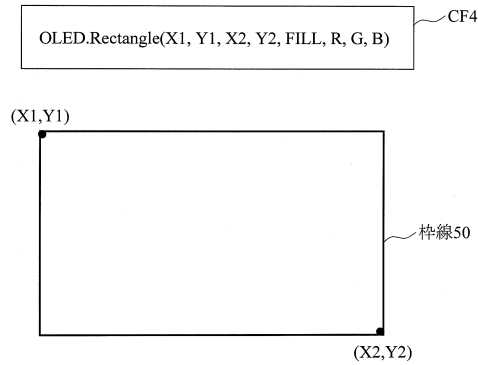 CF4
OLED.Rectangle(X1, Y1, X2, Y2, FILL, R, G, B)
(X1,Y1)
枠線50
(X2,Y2)